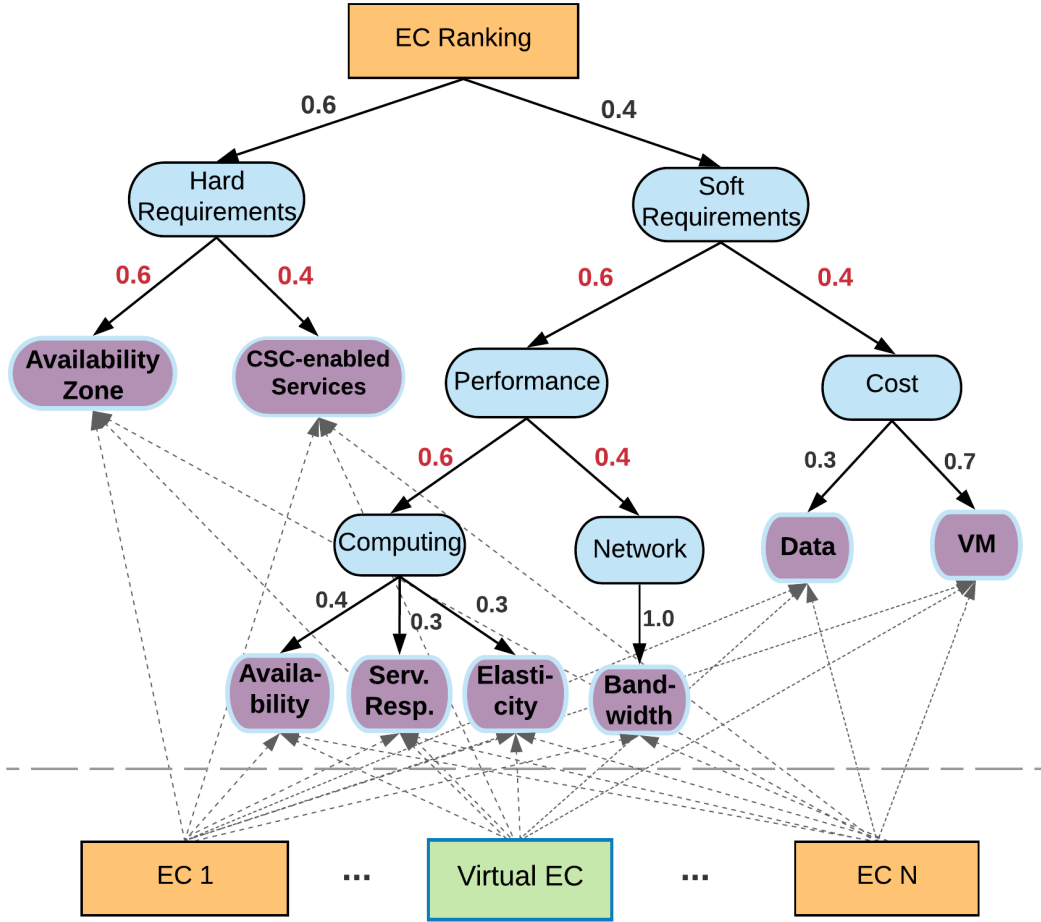 EC Ranking
0.6
0.4
Hard
Requirements
Soft
Requirements
0.6
0.4
0.6
0.4
Availability
Zone
CSC-enabled
Services
Performance
Cost
0.6
0.4
0.3
0.7
Computing
Network
Data
VM
0.4
0.3
0.3
1.0
Availa-
bility
Serv.
Resp.
Elasti-
city
Band-
width
EC 1
...
Virtual EC
...
EC N